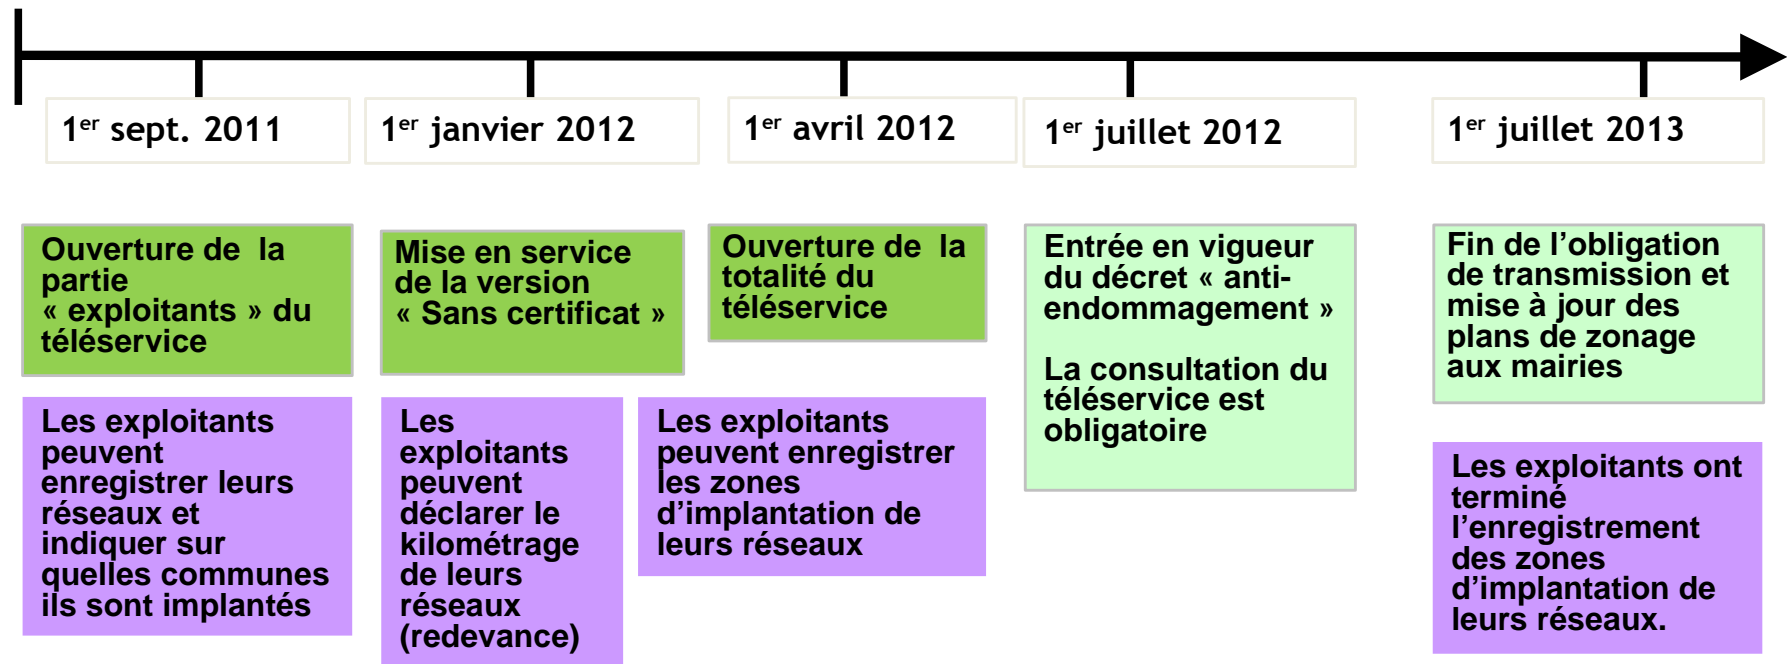 1er sept. 2011
1er janvier 2012
1er avril 2012
1er juillet 2012
1er juillet 2013
Ouverture de la
partie
« exploitants » du
téléservice
Mise en service
de la version
« Sans certificat »
Ouverture de la
totalité du
téléservice
Entrée en vigueur
du décret « anti-
endommagement »
La consultation du
téléservice est
obligatoire
Fin de l’obligation
de transmission et
mise à jour des
plans de zonage
aux mairies
Les exploitants
peuvent
enregistrer leurs
réseaux et
indiquer sur
quelles communes
ils sont implantés
Les
exploitants
peuvent
déclarer le
kilométrage
de leurs
réseaux
(redevance)
Les exploitants
peuvent enregistrer
les zones
d’implantation de
leurs réseaux
Les exploitants ont
terminé
l’enregistrement
des zones
d’implantation de
leurs réseaux.